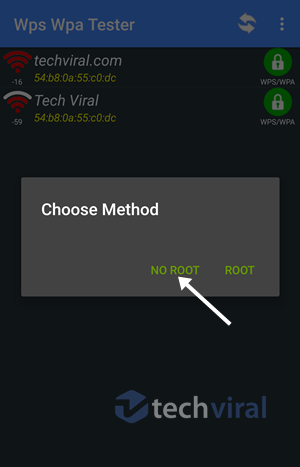 Wps Wpa Tester
techviral.com
-16
54:b8:0a:55:c0:dc
WPS/WPA
Tech Viral
-59
54:b8:0a:55:c0:dc
WPS/WPA
Choose Method
NO ROOT ROOT
techviral